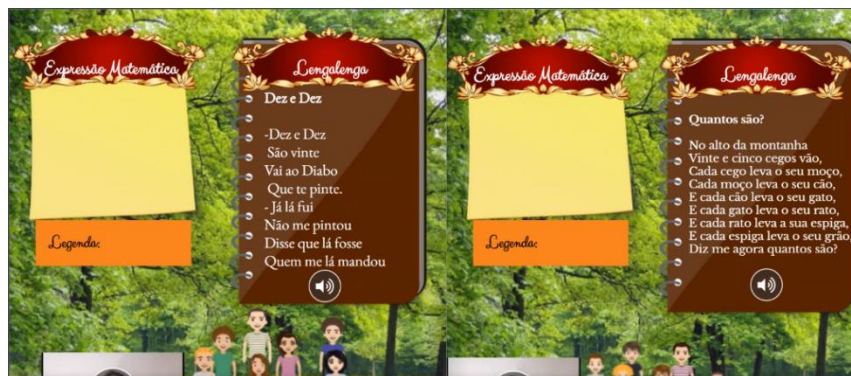 Expressão Matemática
Legenda:
Lengalenga
Dez e Dez
-Dez e Dez
São vinte
Vai ao Diabo
Que te pinte.
- Já lá fui
Não me pintou
Disse que lá fosse
Quem me lá mandou
Expressão Matemática
Legenda:
Lengalenga
Quantos são?
No alto da montanha
Vinte e cinco cegos vão,
Cada cego leva o seu moço,
Cada moço leva o seu cão,
E cada cão leva o seu gato,
E cada gato leva o seu rato,
E cada rato leva a sua espiga,
E cada espiga leva o seu grão,
Diz me agora quantos são?